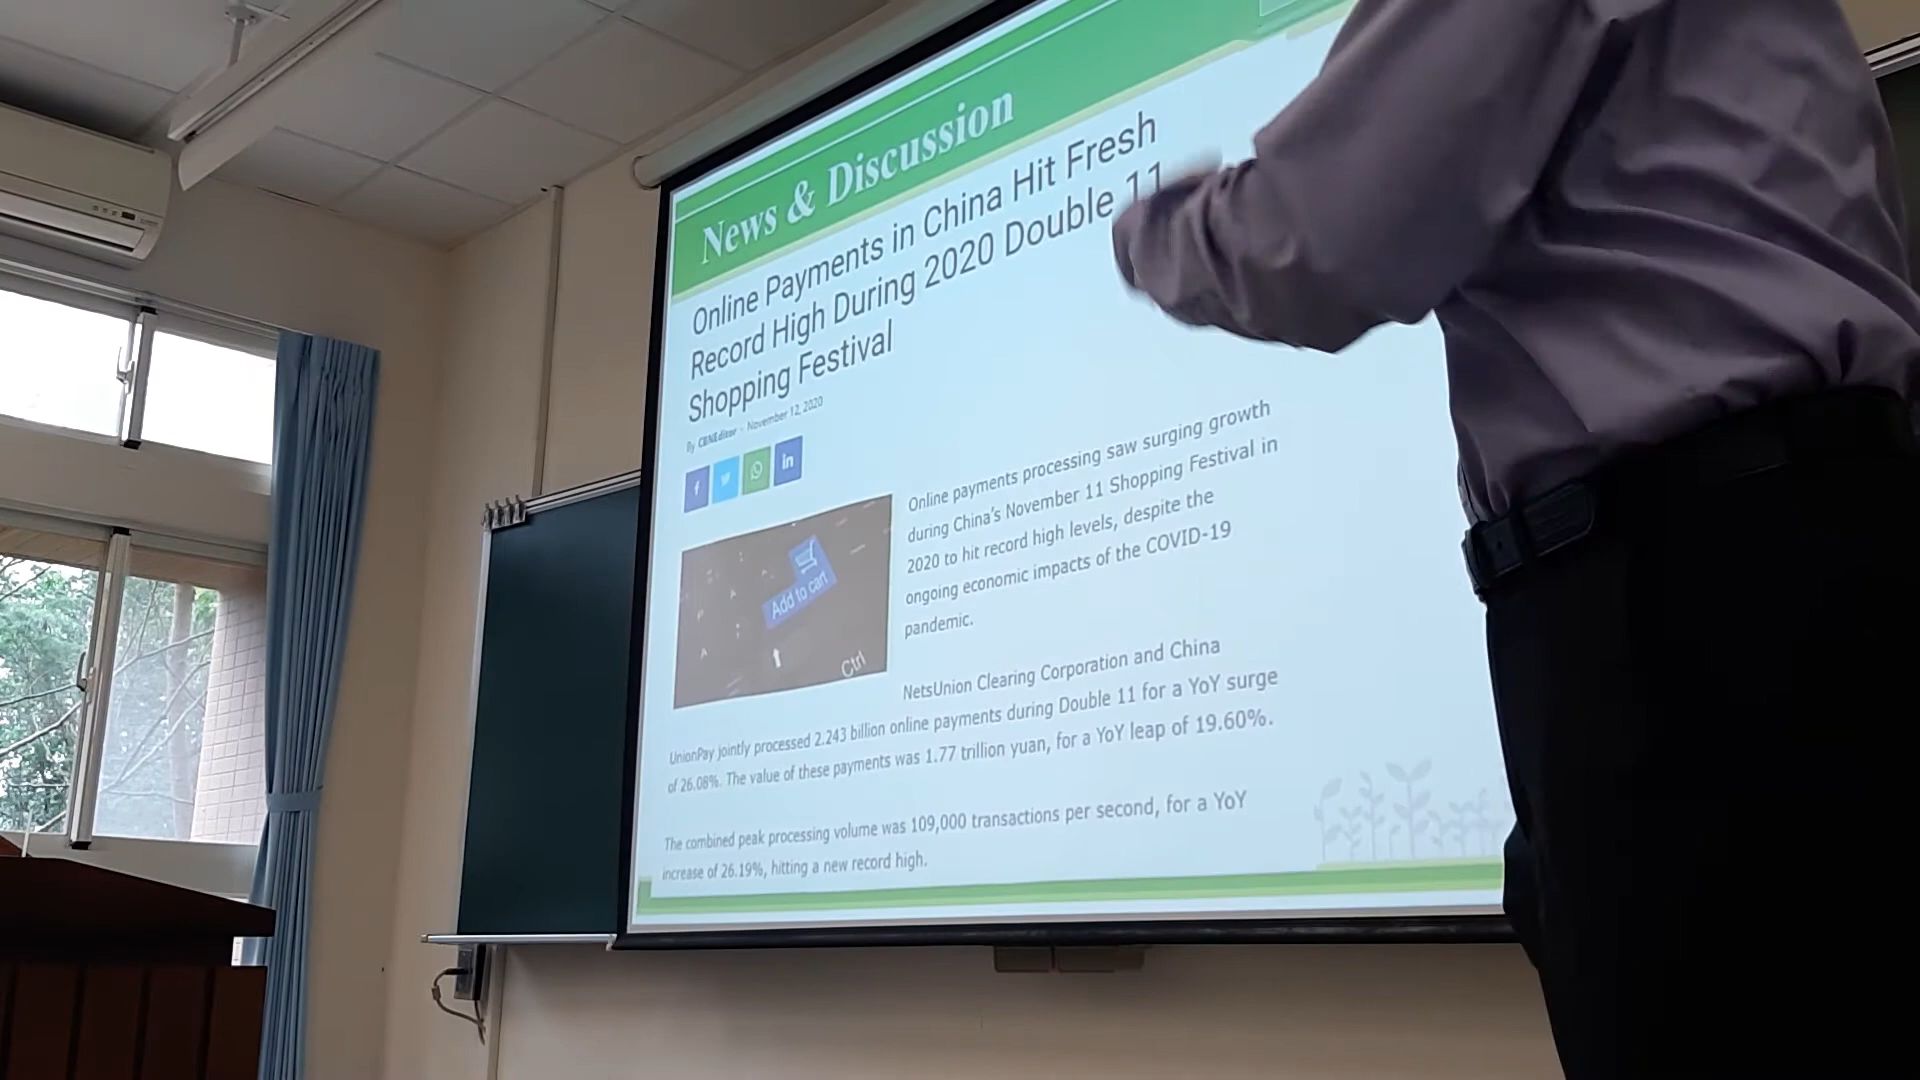 News & Discussion
Online Payments in China Hit Fresh
Record High During 2020 Double 11
Shopping Festival
By CBNEditor - November 12, 2020
f
in
Online payments processing saw surging growth
during China's November 11 Shopping Festival in
2020 to hit record high levels, despite the
ongoing economic impacts of the COVID-19
pandemic.
Add to cart
A
Ctrl
NetsUnion Clearing Corporation and China
UnionPay jointly processed 2.243 billion online payments during Double 11 for a YoY surge
of 26.08%. The value of these payments was 1.77 trillion yuan, for a YoY leap of 19.60%.
The combined peak processing volume was 109,000 transactions per second, for a YoY
increase of 26.19%, hitting a new record high.